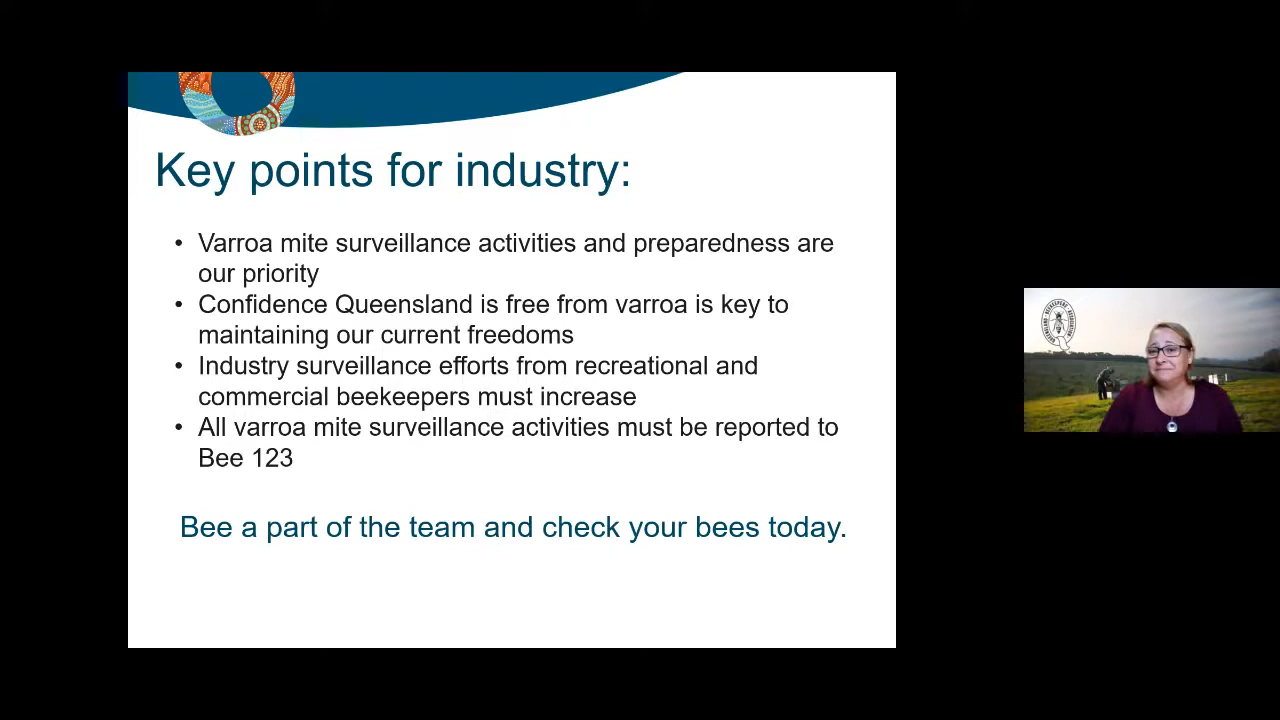 Key points for industry:
• Varroa mite surveillance activities and preparedness are
our priority
• Confidence Queensland is free from varroa is key to
maintaining our current freedoms
• Industry surveillance efforts from recreational and
commercial beekeepers must increase
• All varroa mite surveillance activities must be reported to
Bee 123
Bee a part of the team and check your bees today.
QUEENSLAND BEEKEEPERS ASSOCIATION